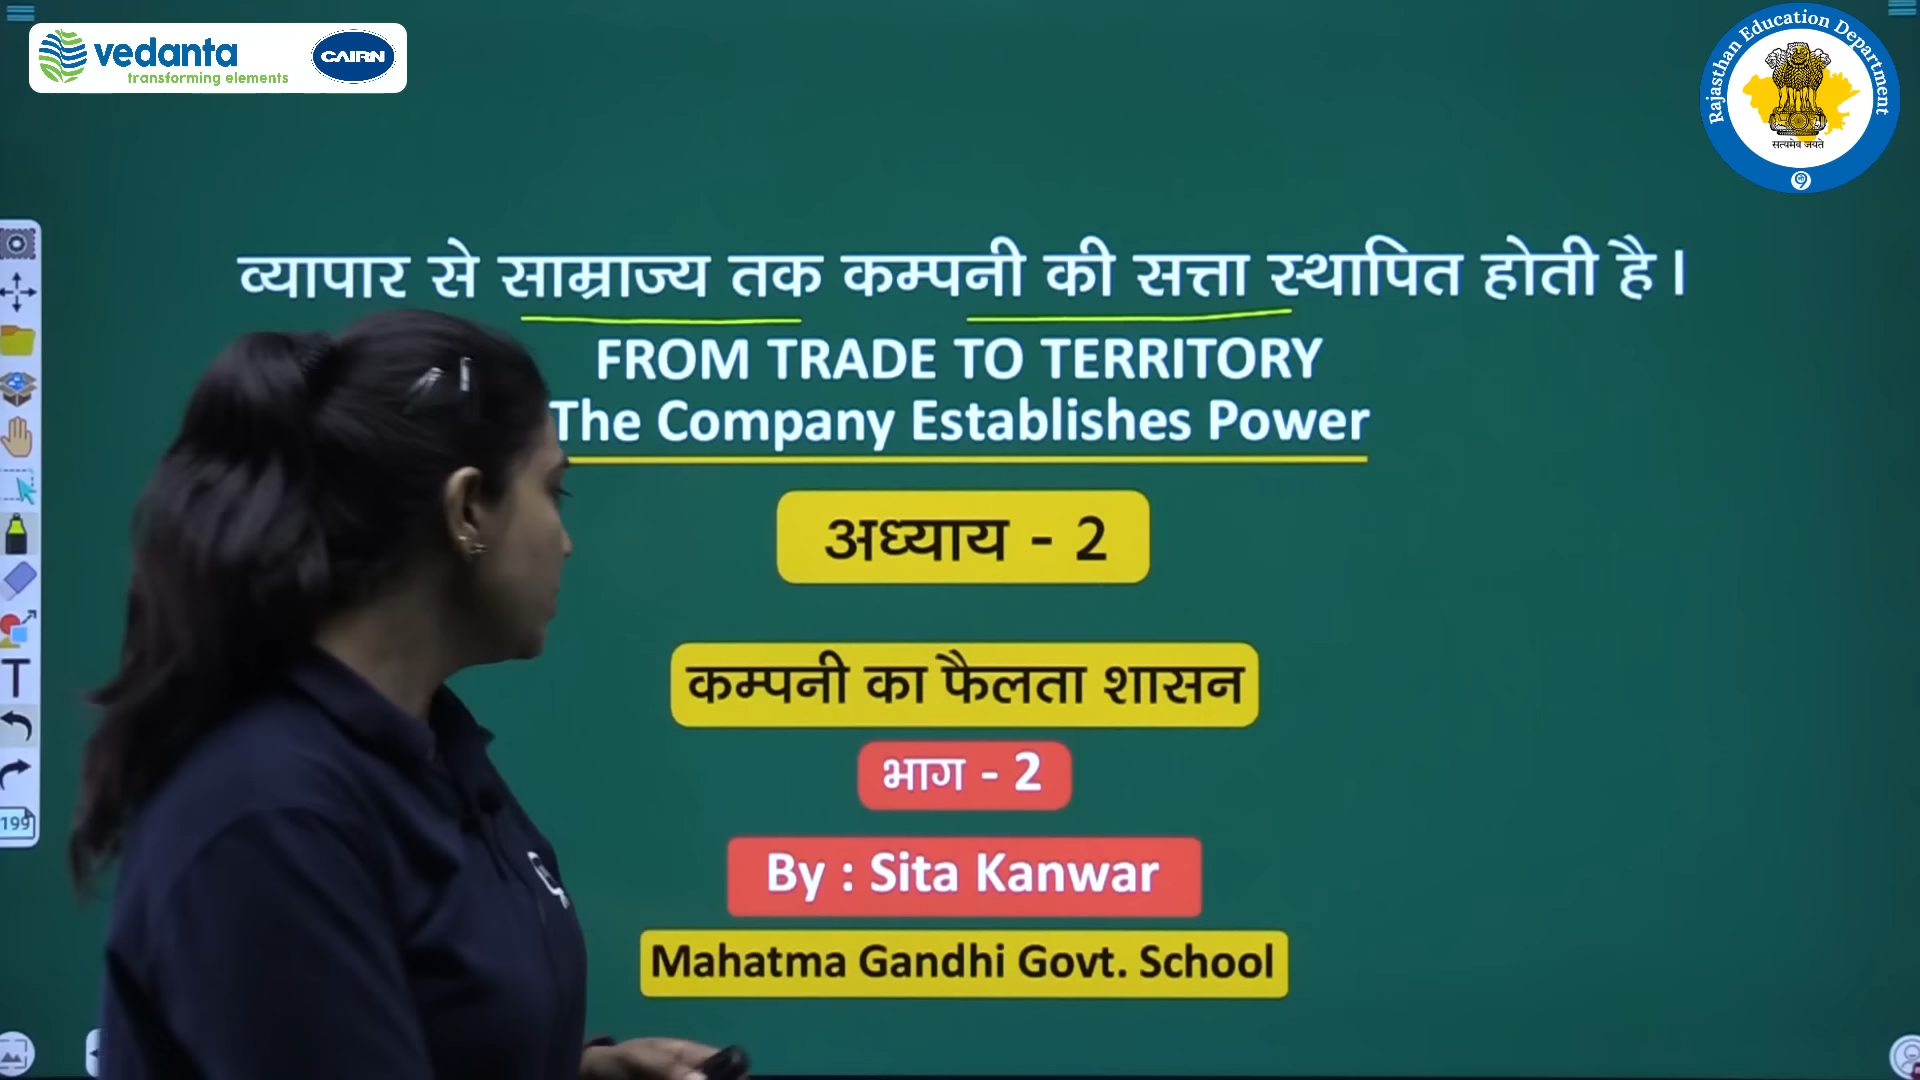 vedanta
transforming elements
CAIRN
Rajasthan Education Department
सत्यमेव जयते
व्यापार से साम्राज्य तक कम्पनी की सत्ता स्थापित होती है।
FROM TRADE TO TERRITORY
The Company Establishes Power
अध्याय - 2
कम्पनी का फैलता शासन
भाग - 2
By : Sita Kanwar
Mahatma Gandhi Govt. School
T
199